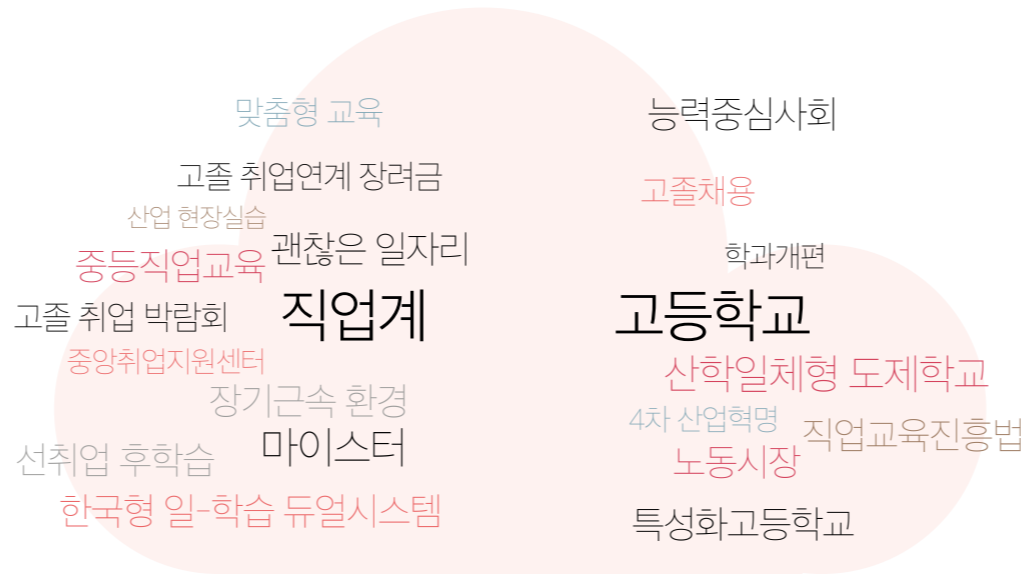 맞춤형 교육
능력중심사회
고졸 취업연계 장려금
고졸채용
산업 현장실습
괜찮은 일자리
학과개편
중등직업교육
고졸 취업 박람회
직업계 고등학교
중앙취업지원센터
산학일체형 도제학교
장기근속 환경
4차 산업혁명
직업교육진흥법
마이스터
선취업 후학습
노동시장
한국형 일-학습 듀얼시스템
특성화고등학교